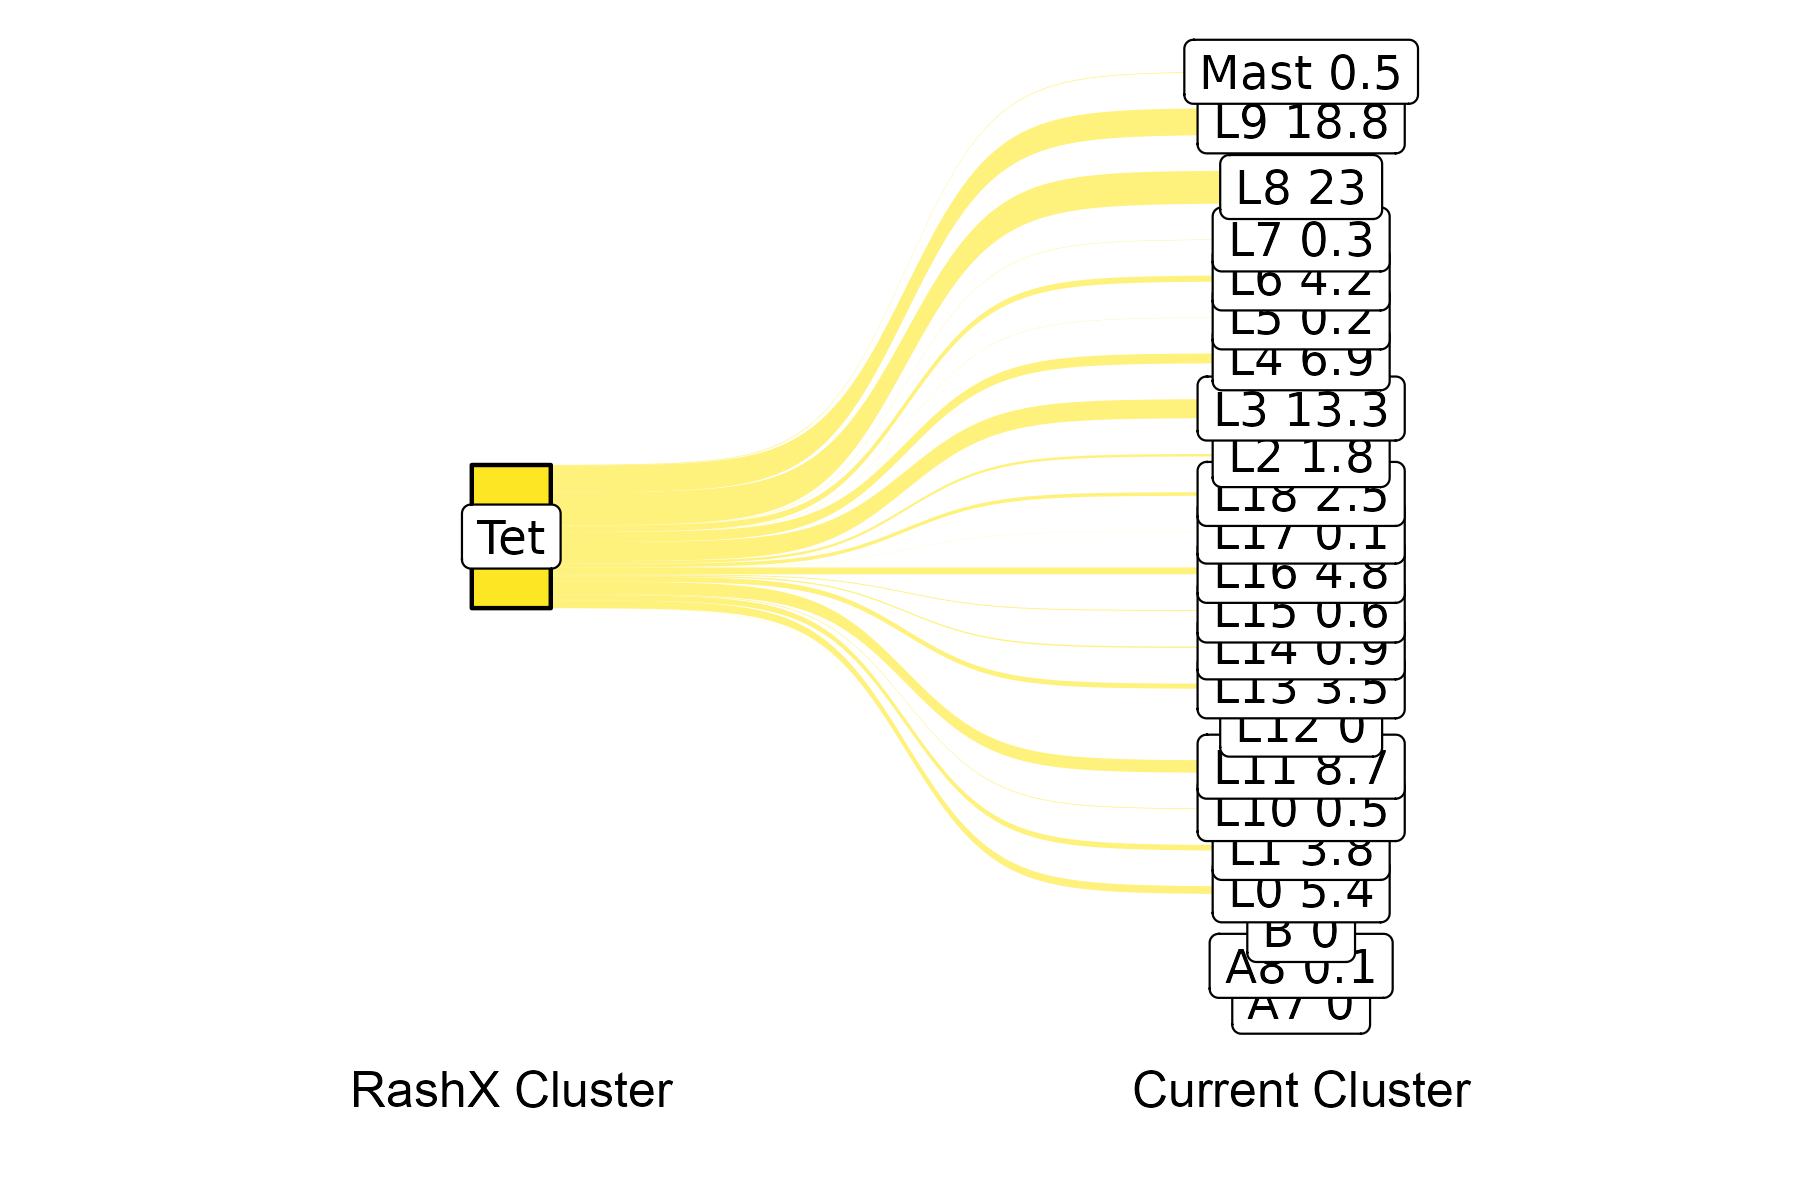 Mast 0.5
L9 18.8
L8 23
L7 0.3
L6 4.2
L5 0.2
L4 6.9
L3 13.3
L2 1.8
L18 2.5
Tet
L17 0.1
L16 4.8
L15 0.6
L14 0.9
L13 3.5
L12 0
L11 8.7
L10 0.5
L1 3.8
L0 5.4
B 0
A8 0.1
A7 0
RashX Cluster
Current Cluster